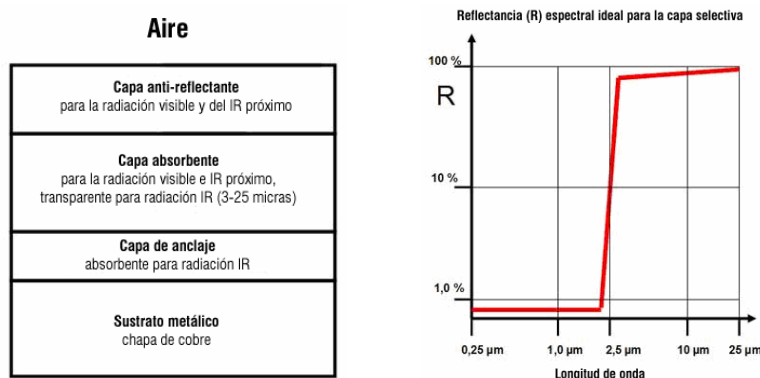 Aire
Capa anti-reflectante
para la radiación visible y del IR próximo
Capa absorbente
para la radiación visible e IR próximo,
transparente para radiación IR (3-25 micras)
Capa de anclaje
absorbente para radiación IR
Sustrato metálico
chapa de cobre
Reflectancia (R) espectral ideal para la capa selectiva
100 %
R
10 %
1,0 %
0,25 µm
1,0 µm
2,5 µm
10 µm
25 µm
Longitud de onda